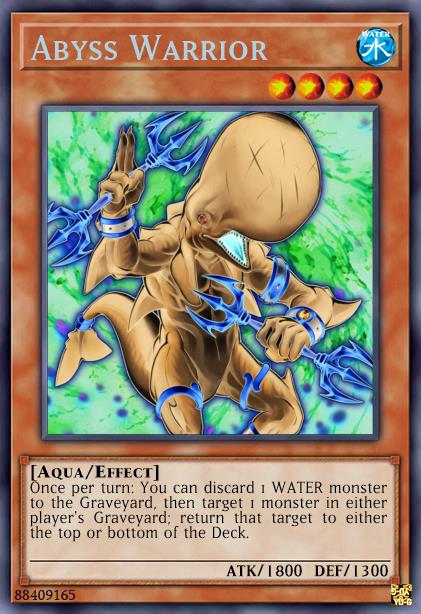 Abyss Warrior
WATER
水
[Aqua/Effect]
Once per turn: You can discard 1 WATER monster
to the Graveyard, then target 1 monster in either
player's Graveyard; return that target to either
the top or bottom of the Deck.
ATK/1800 DEF/1300
88409165